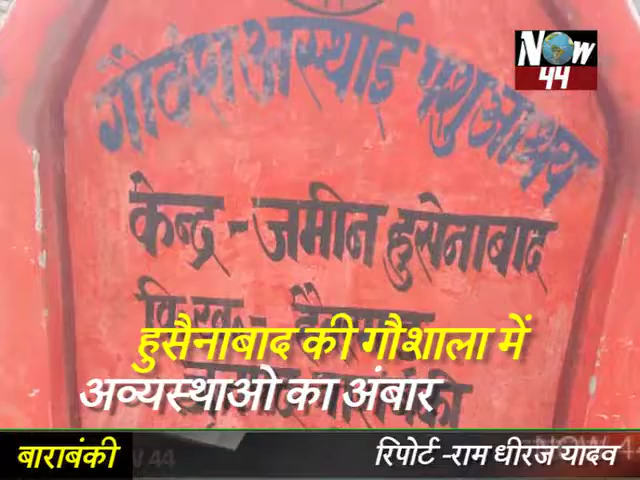 NOW
44
गोवंश अस्थाई पशुआश्रय
केन्द्र - जमीन हुसेनाबाद
वि.ख.-
हुसैनाबाद की गौशाला में
अव्यस्थाओ का अंबार
बाराबंकी
रिपोर्ट -राम धीरज यादव